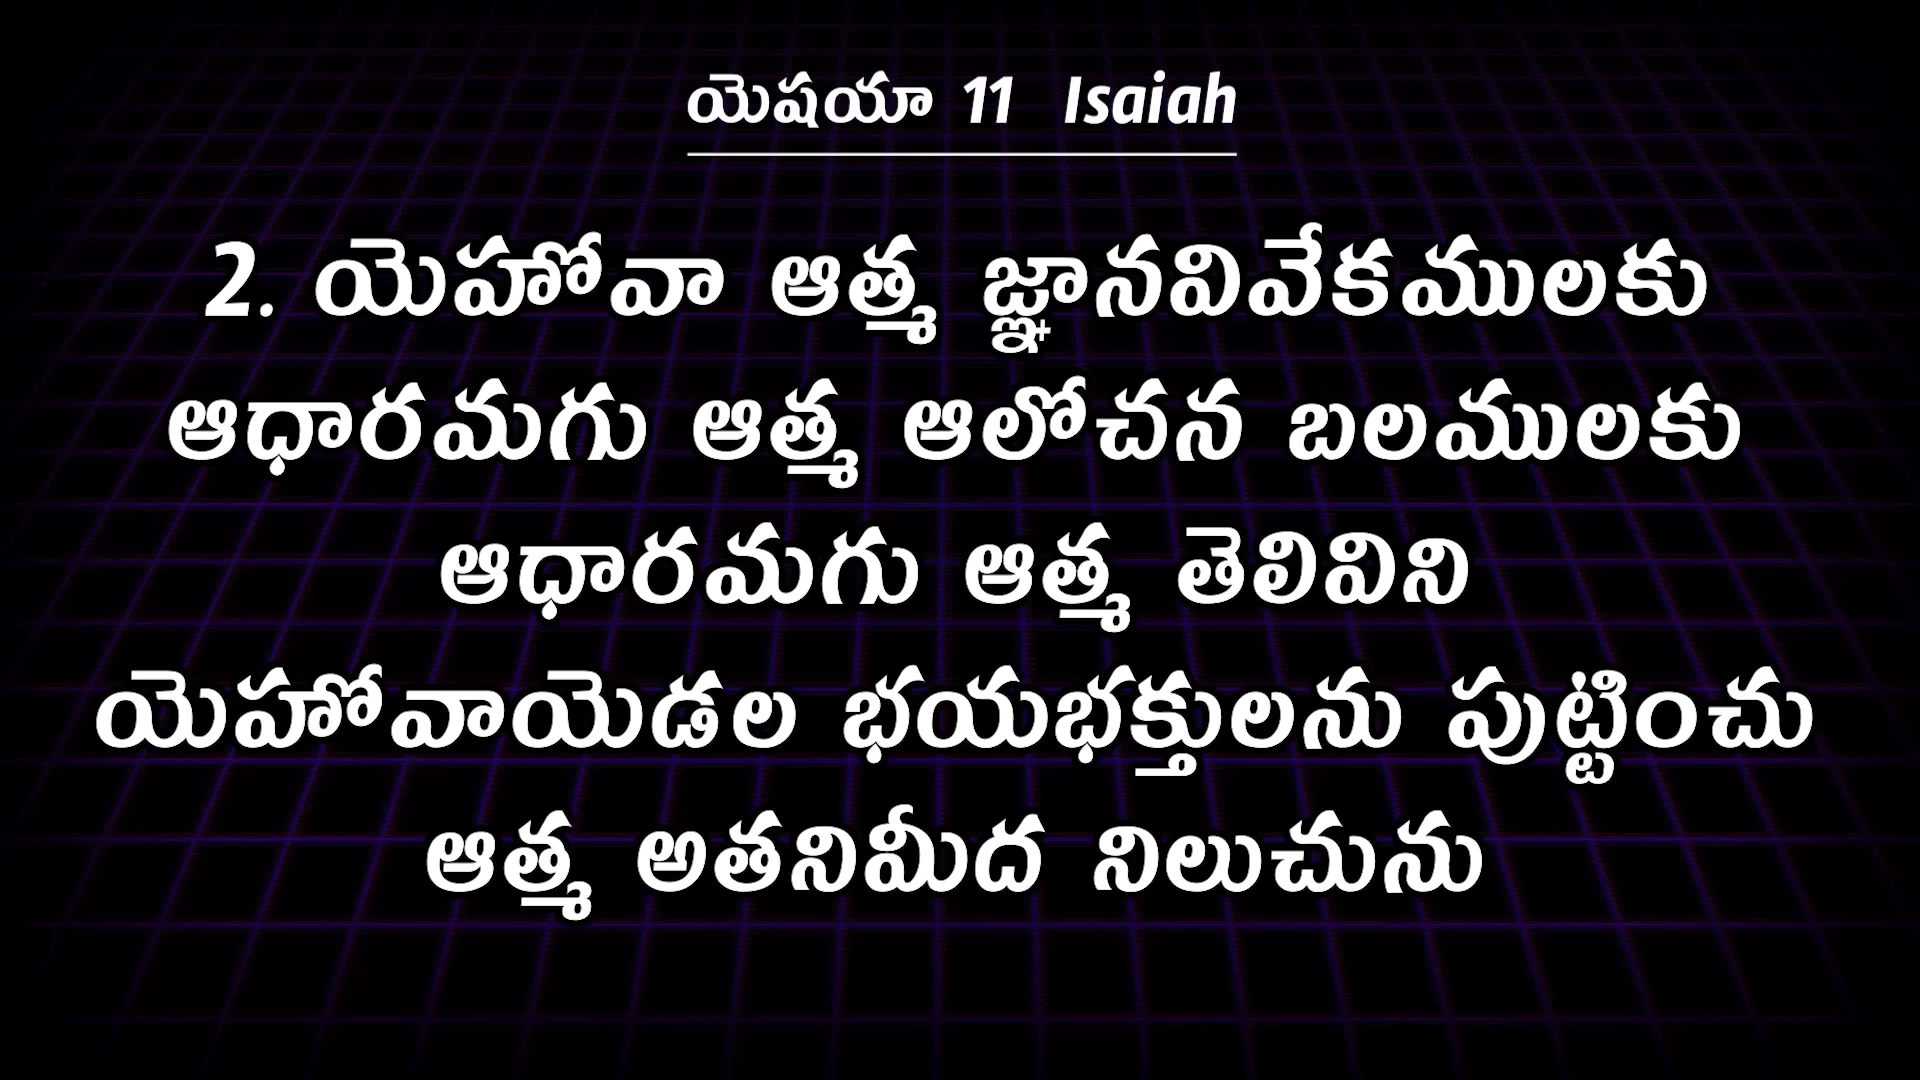 యెషయా 11 Isaiah
2. యెహోవా ఆత్మ జ్ఞానవివేకములకు
ఆధారమగు ఆత్మ ఆలోచన బలములకు
ఆధారమగు ఆత్మ తెలివిని
యెహోవాయెడల భయభక్తులను పుట్టించు
ఆత్మ అతనిమీద నిలుచును